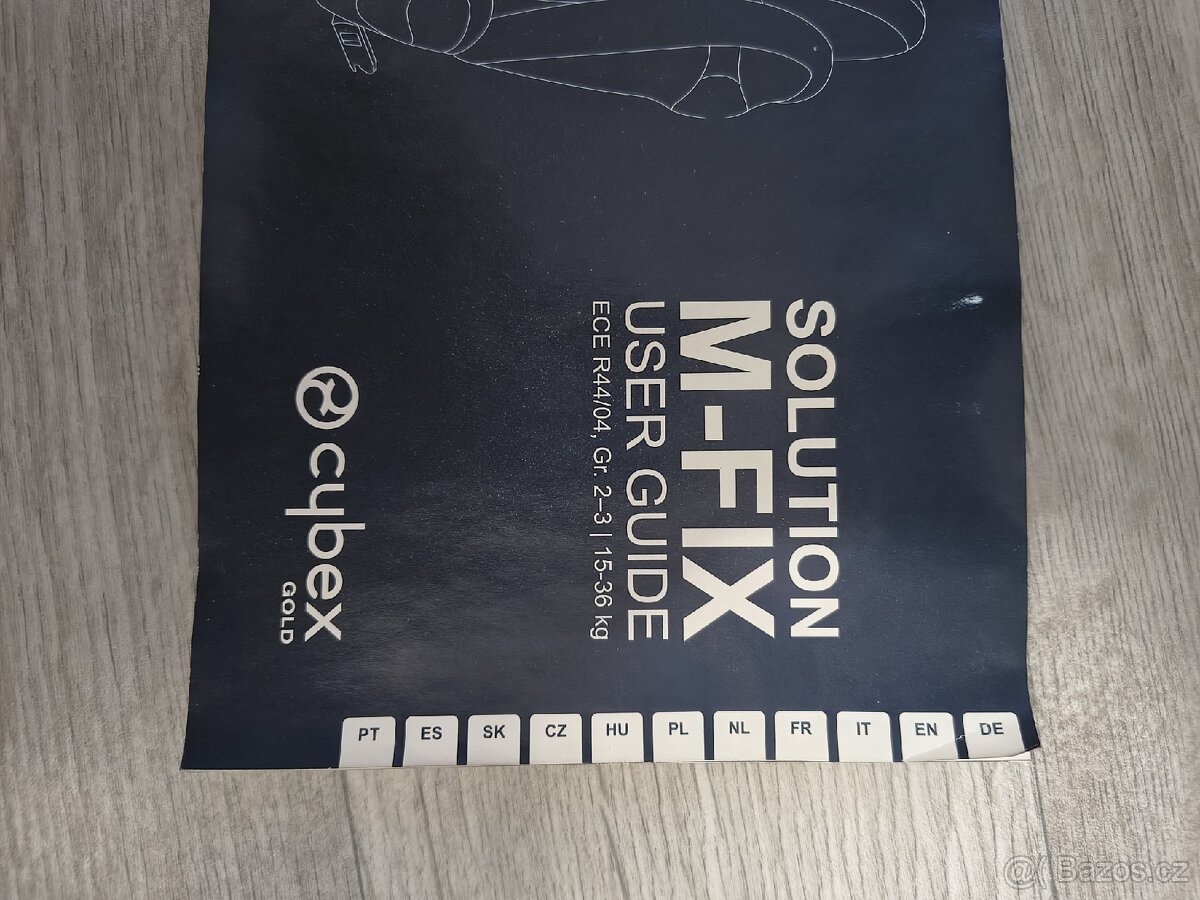 SOLUTION
M-FIX
USER GUIDE
ECE R44/04, Gr. 2–3 | 15-36 kg
cybex
GOLD
DE
EN
IT
FR
NL
PL
HU
CZ
SK
ES
PT
@( Bazos.cz